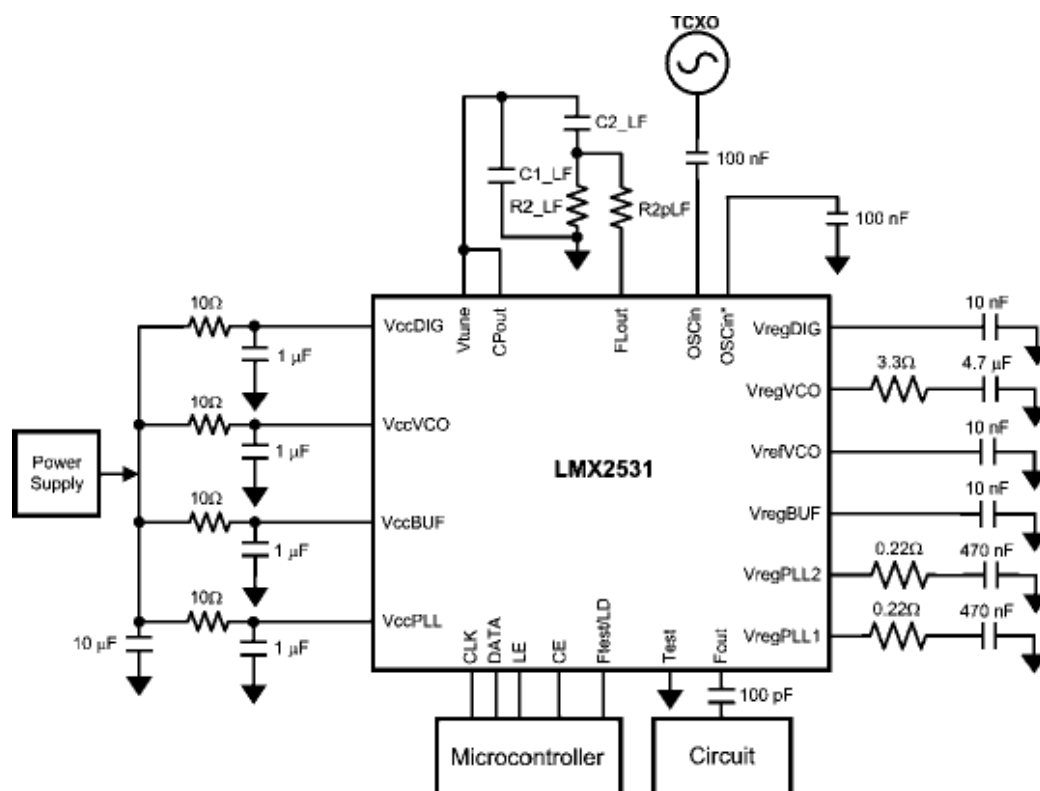 TCXO
C2_LF
100 nF
C1_LF
R2_LF
R2pLF
100 nF
10Ω
VccDIG
1 µF
Vtune
CPout
FLout
OSCin
OSCin*
VregDIG
10 nF
3.3Ω
4.7 µF
VregVCO
10Ω
VccVCO
1 µF
10 nF
VrefVCO
Power
Supply
LMX2531
10Ω
VccBUF
1 µF
10 nF
VregBUF
0.22Ω
470 nF
VregPLL2
10Ω
VccPLL
10 µF
1 µF
0.22Ω
470 nF
VregPLL1
CLK
DATA
LE
CE
Ftest/LD
Test
Fout
100 pF
Microcontroller
Circuit